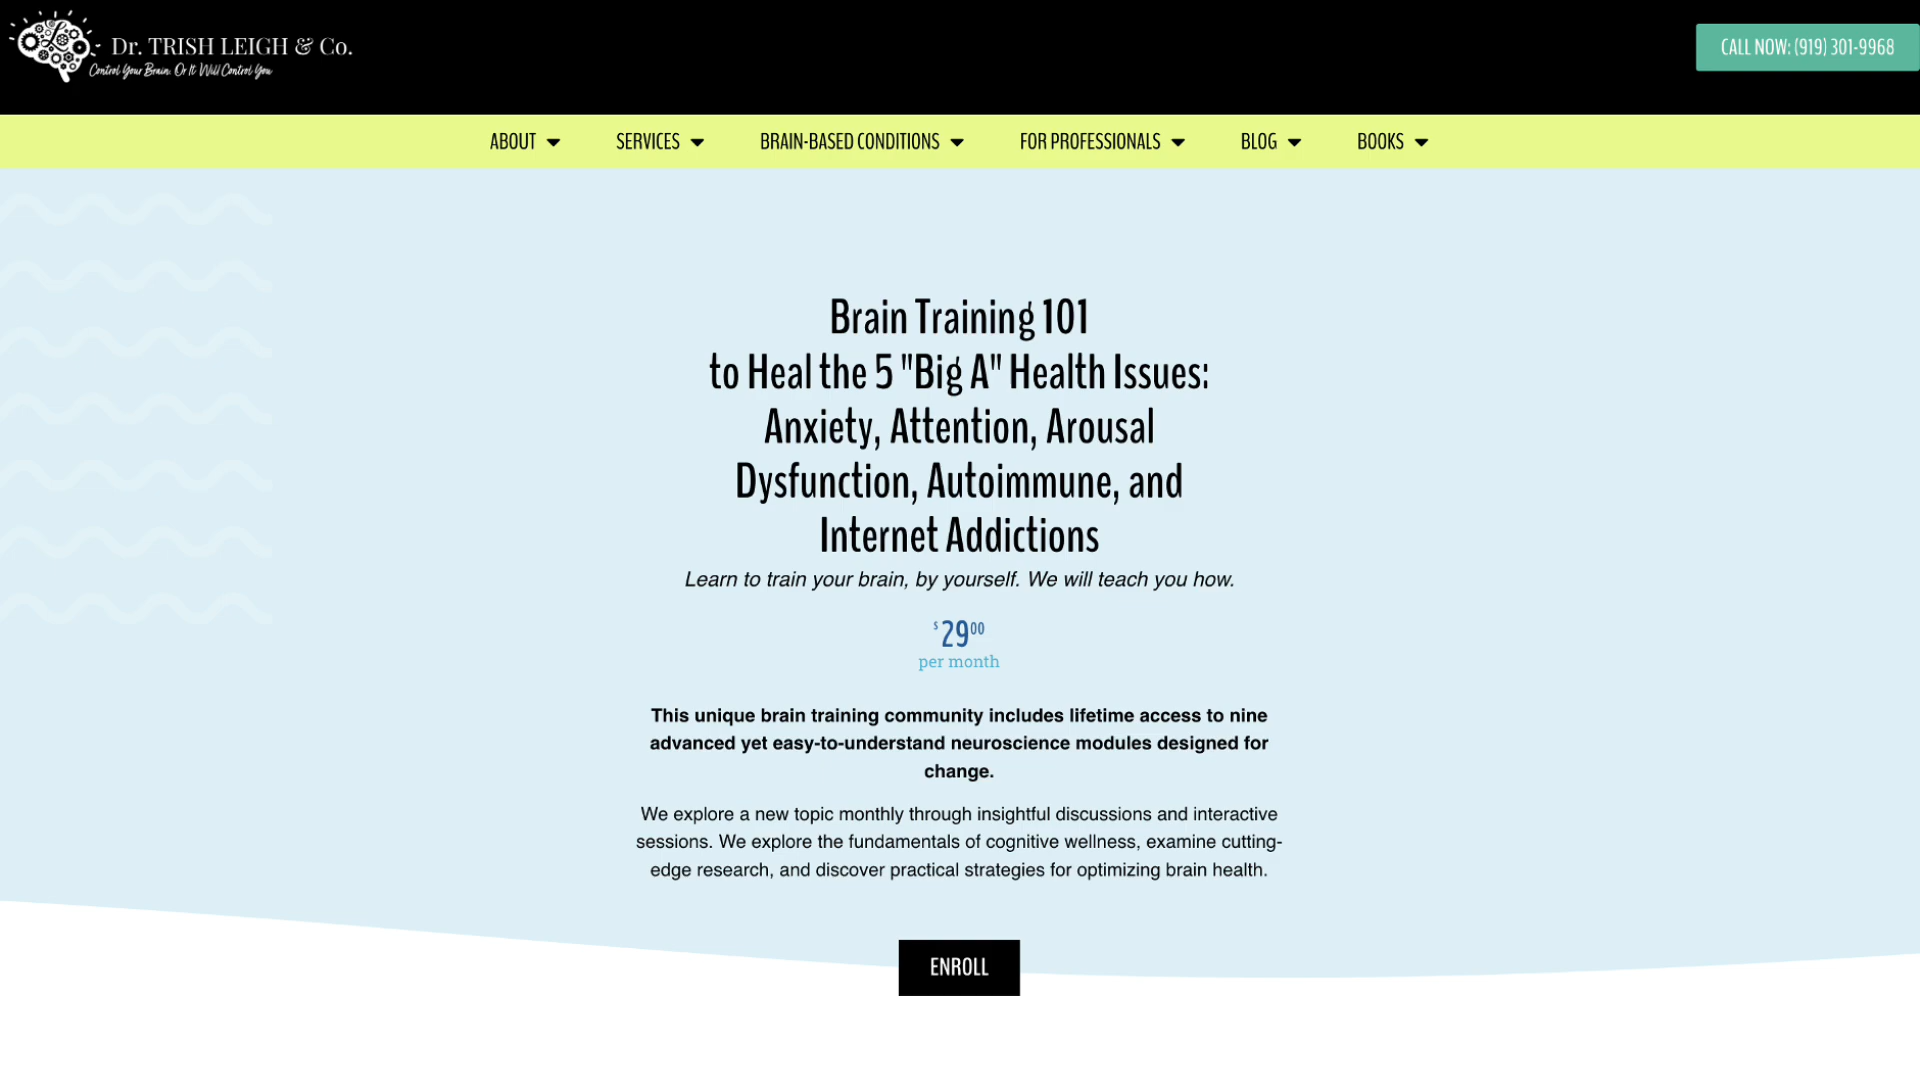 Dr. TRISH LEIGH & Co.
Control Your Brain, Or It Will Control You
CALL NOW: (919) 301-9968
ABOUT
SERVICES
BRAIN-BASED CONDITIONS
FOR PROFESSIONALS
BLOG
BOOKS
Brain Training 101
to Heal the 5 "Big A" Health Issues:
Anxiety, Attention, Arousal
Dysfunction, Autoimmune, and
Internet Addictions
Learn to train your brain, by yourself. We will teach you how.
$2900
per month
This unique brain training community includes lifetime access to nine
advanced yet easy-to-understand neuroscience modules designed for
change.
We explore a new topic monthly through insightful discussions and interactive
sessions. We explore the fundamentals of cognitive wellness, examine cutting-
edge research, and discover practical strategies for optimizing brain health.
ENROLL